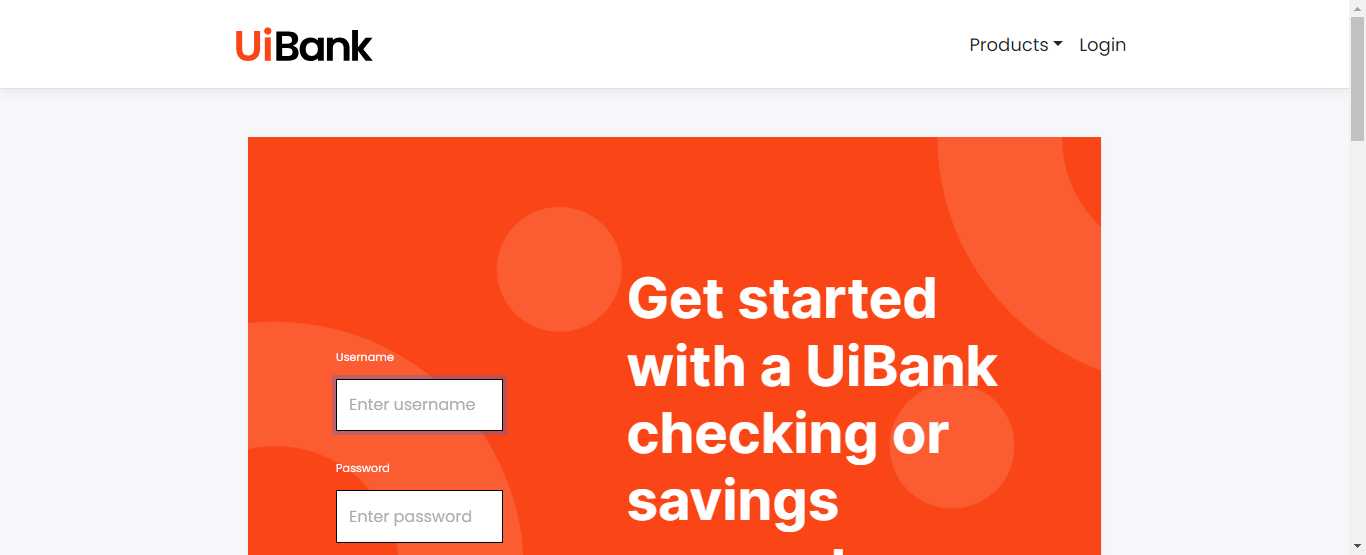 UiBank
Products
Login
Get started
with a UiBank
checking or
savings
Username
Enter username
Password
Enter password